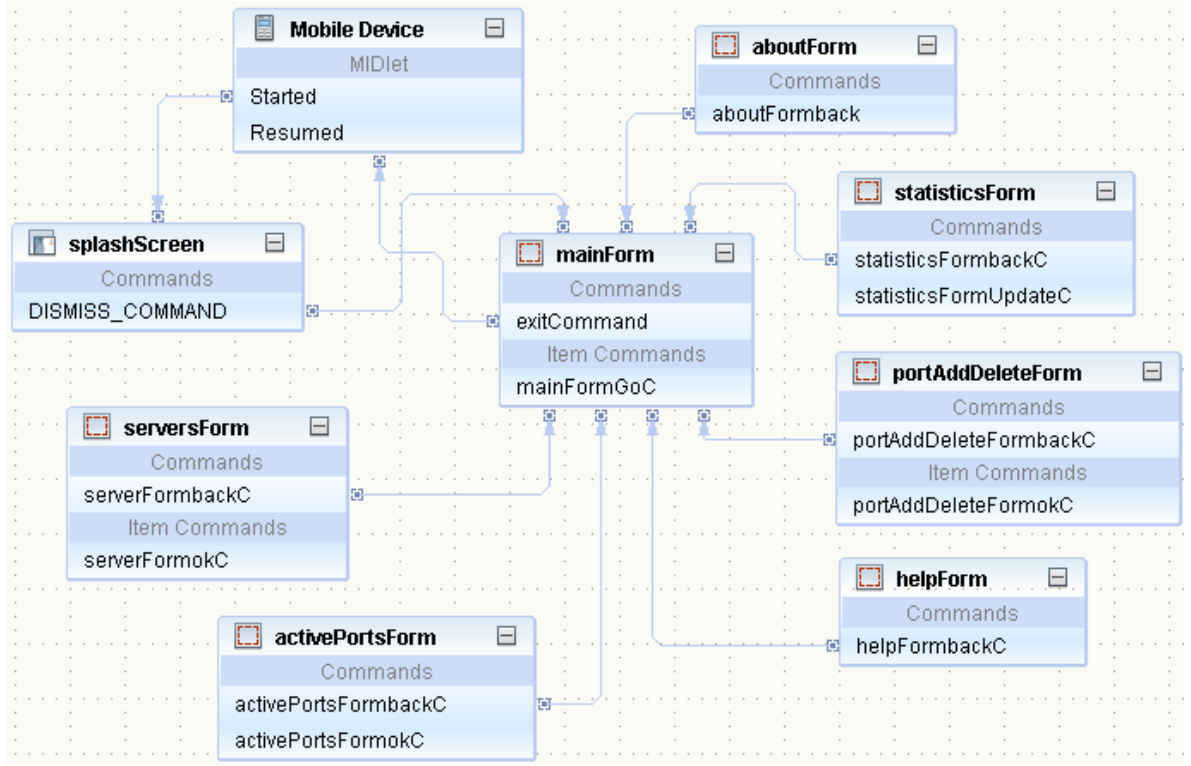 Mobile Device
MIDlet
Started
Resumed
aboutForm
Commands
aboutFormback
statisticsForm
Commands
statisticsFormbackC
statisticsFormUpdateC
splashScreen
Commands
DISMISS_COMMAND
mainForm
Commands
exitCommand
Item Commands
mainFormGoC
portAddDeleteForm
Commands
portAddDeleteFormbackC
Item Commands
portAddDeleteFormokC
serversForm
Commands
serverFormbackC
Item Commands
serverFormokC
helpForm
Commands
helpFormbackC
activePortsForm
Commands
activePortsFormbackC
activePortsFormokC